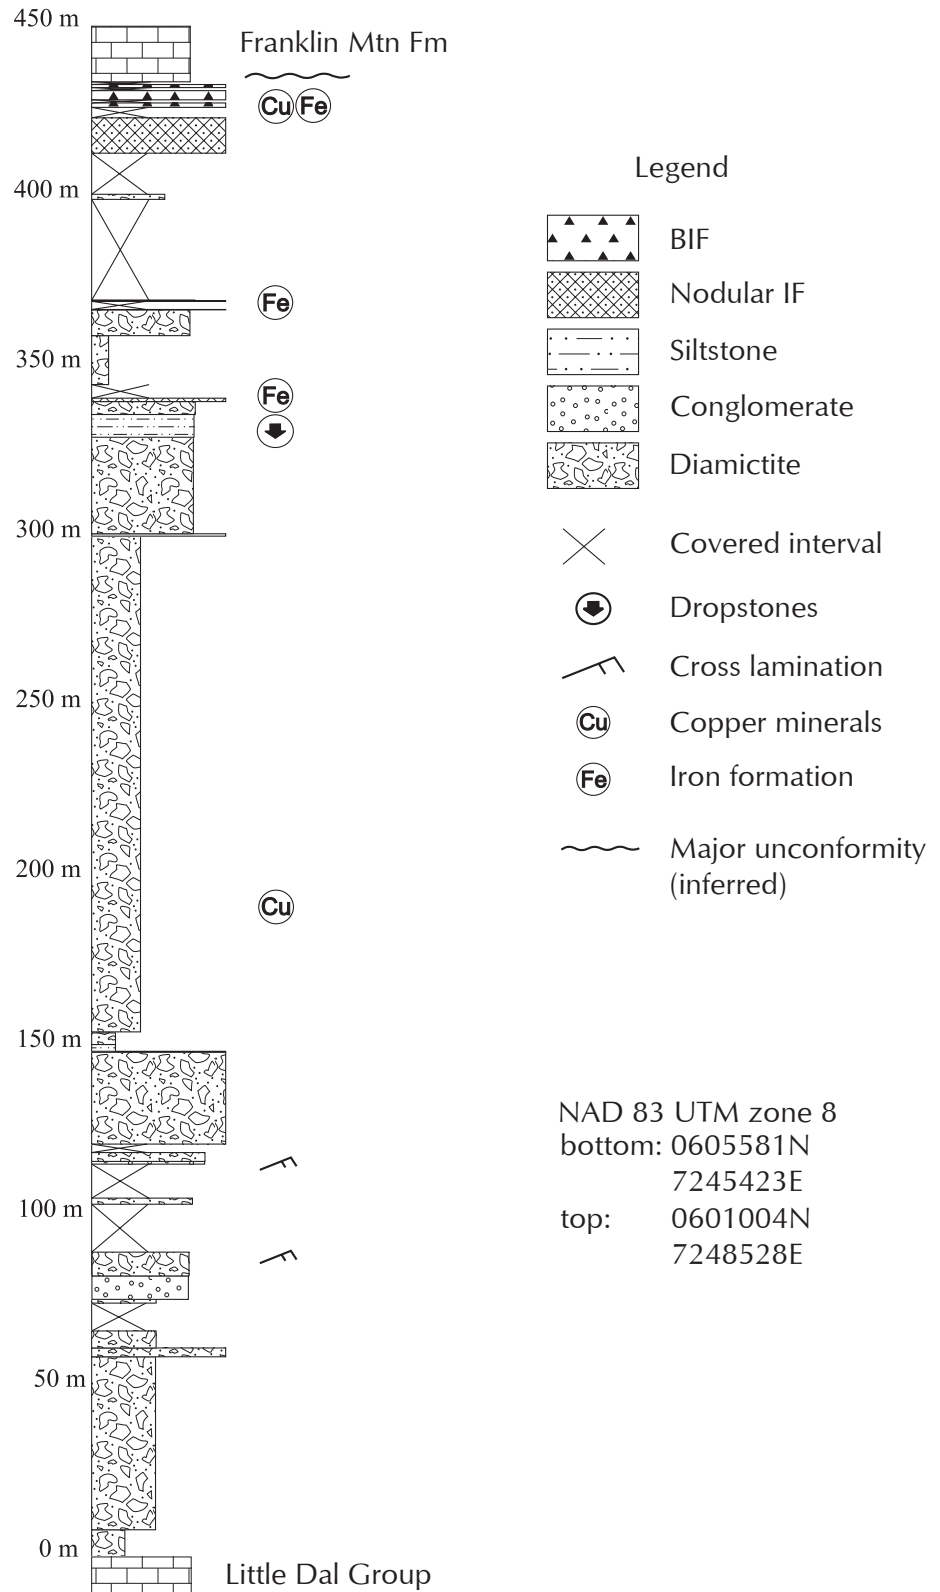 450 m
Franklin Mtn Fm
Cu Fe
400 m
Fe
350 m
Fe
300 m
250 m
200 m
Cu
150 m
100 m
50 m
0 m
Little Dal Group
Legend
BIF
Nodular IF
Siltstone
Conglomerate
Diamictite
Covered interval
Dropstones
Cross lamination
Cu Copper minerals
Fe Iron formation
Major unconformity
(inferred)
NAD 83 UTM zone 8
bottom: 0605581N
7245423E
top: 0601004N
7248528E